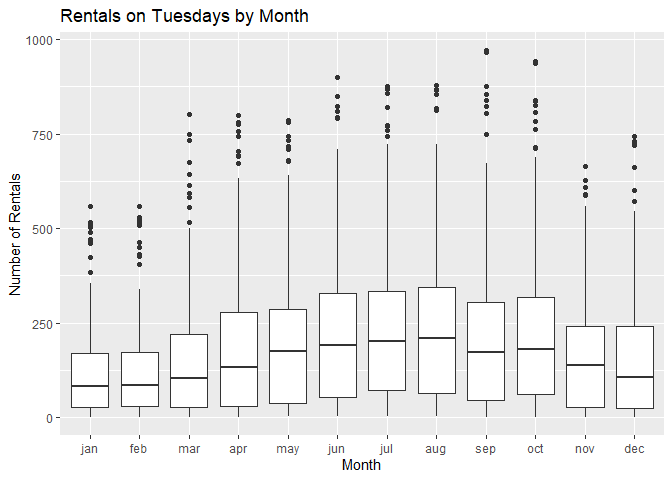 Rentals on Tuesdays by Month
Number of Rentals
1000
750
500
250
0
jan feb mar apr may jun jul aug sep oct nov dec
Month